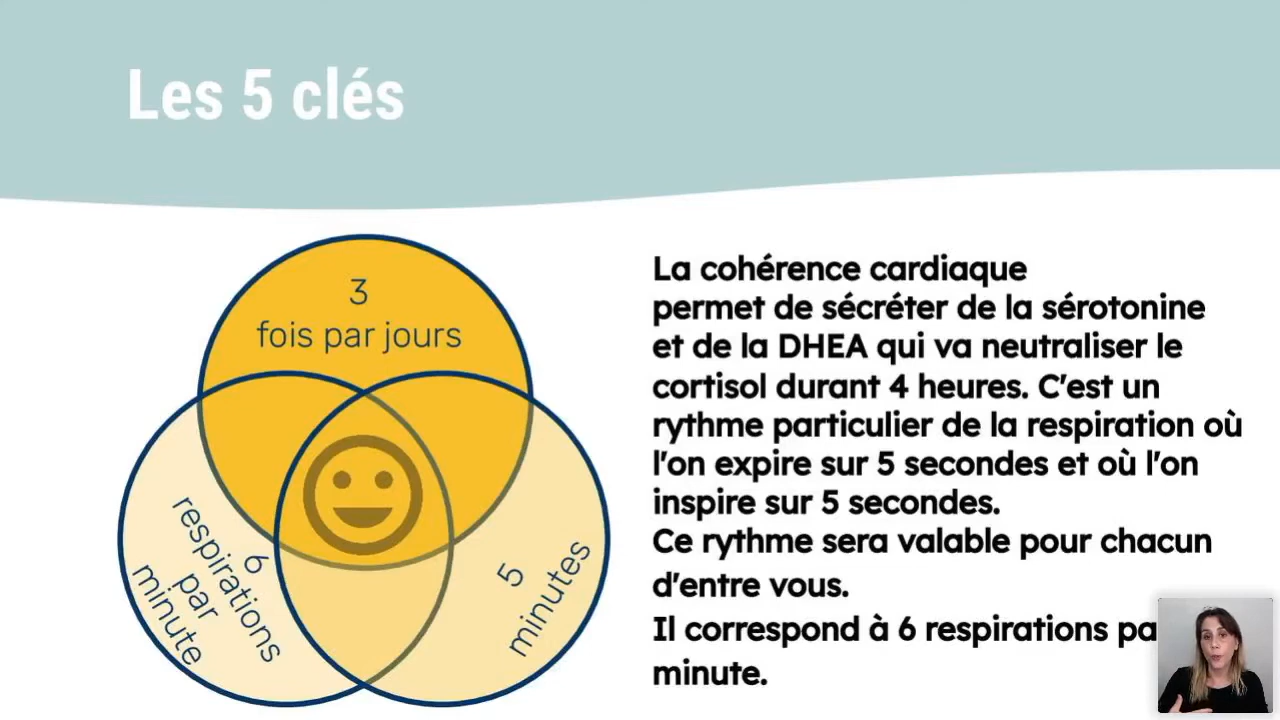 Les 5 clés
3
fois par jours
6
respirations
par
minute
5
minutes
La cohérence cardiaque
permet de sécréter de la sérotonine
et de la DHEA qui va neutraliser le
cortisol durant 4 heures. C'est un
rythme particulier de la respiration où
l'on expire sur 5 secondes et où l'on
inspire sur 5 secondes.
Ce rythme sera valable pour chacun
d'entre vous.
Il correspond à 6 respirations pa
minute.